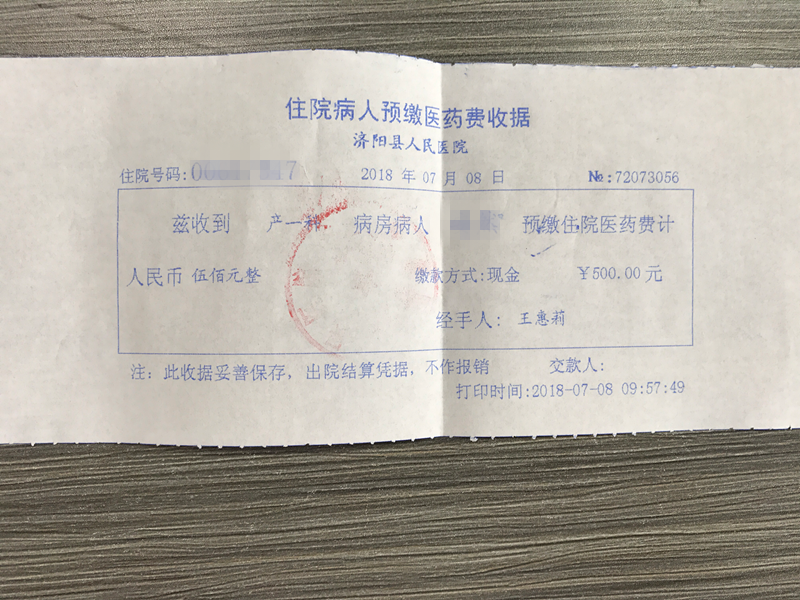 住院病人预缴医药费收据
济阳县人民医院
住院号码: 2018 年 07 月 08 日 №:72073056
兹收到 产一科 病房病人 预缴住院医药费计
人民币 伍佰元整 缴款方式:现金 ￥500.00 元
经手人: 王惠莉
注: 此收据妥善保存, 出院结算凭据, 不作报销 交款人:
打印时间:2018-07-08 09:57:49